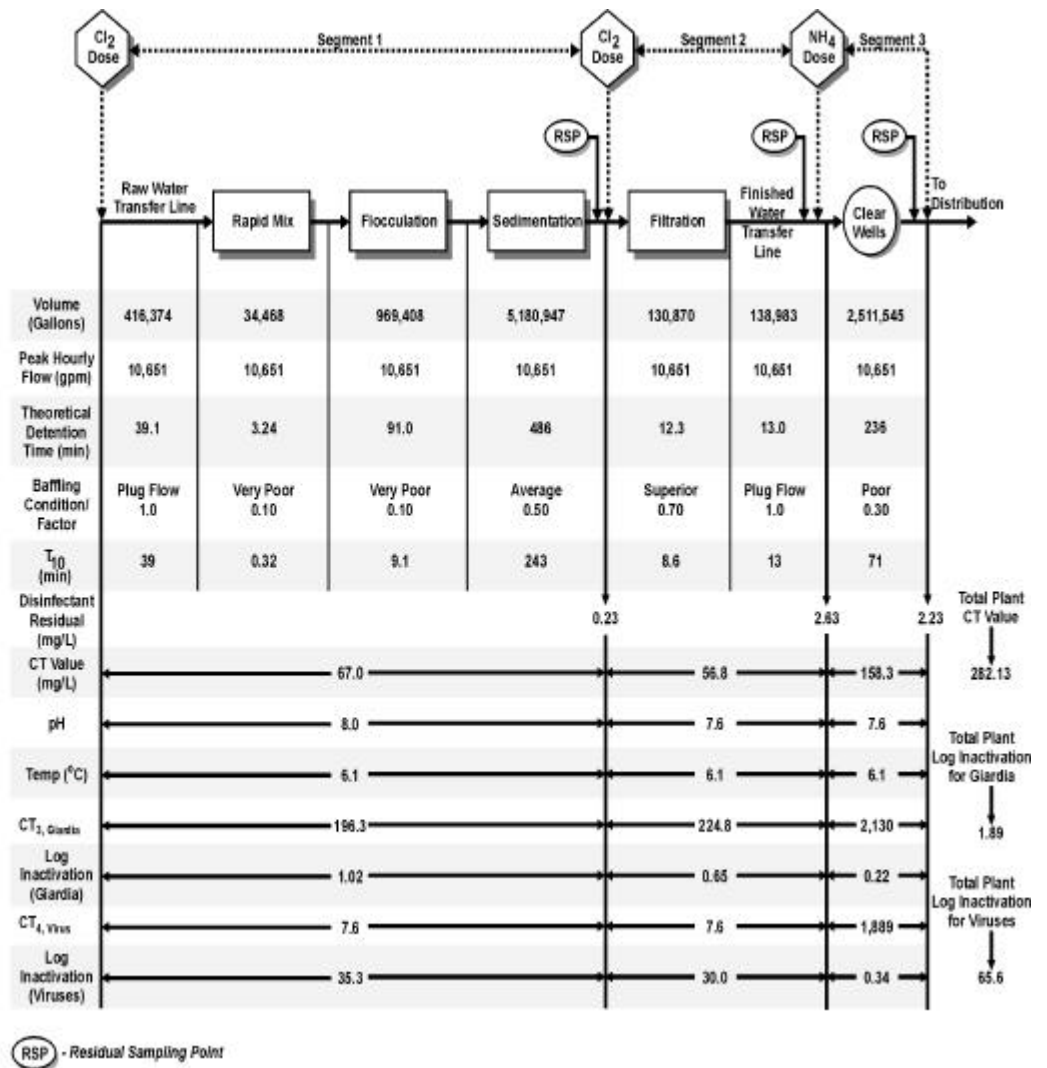 Cl2
Dose
Segment 1
Cl2
Dose
Segment 2
NH4
Dose
Segment 3
RSP
RSP
RSP
Raw Water
Transfer Line
Rapid Mix
Flocculation
Sedimentation
Filtration
Finished
Water
Transfer
Line
Clear
Wells
To
Distribution
Volume
(Gallons)
416,374 34,468 969,408 5,180,947 130,870 138,983 2,511,545
Peak Hourly
Flow (gpm)
10,651 10,651 10,651 10,651 10,651 10,651 10,651
Theoretical
Detention
Time (min)
39.1 3.24 91.0 486 12.3 13.0 236
Baffling
Condition/
Factor
Plug Flow Very Poor Very Poor Average Superior Plug Flow Poor
1.0 0.10 0.10 0.50 0.70 1.0 0.30
T10
(min)
39 0.32 9.1 243 8.6 13 71
Disinfectant
Residual
(mg/L)
0.23 2.63 2.23
Total Plant
CT Value
CT Value
(mg/L)
67.0 56.8 158.3 282.13
pH
8.0 7.6 7.6
Total Plant
Log Inactivation
for Giardia
Temp (°C)
6.1 6.1 6.1
CT3, Giardia
196.3 224.8 2,130 1.89
Log
Inactivation
(Giardia)
1.02 0.65 0.22
Total Plant
Log Inactivation
for Viruses
CT4, Virus
7.6 7.6 1,889
Log
Inactivation
(Viruses)
35.3 30.0 0.34 65.6
RSP - Residual Sampling Point